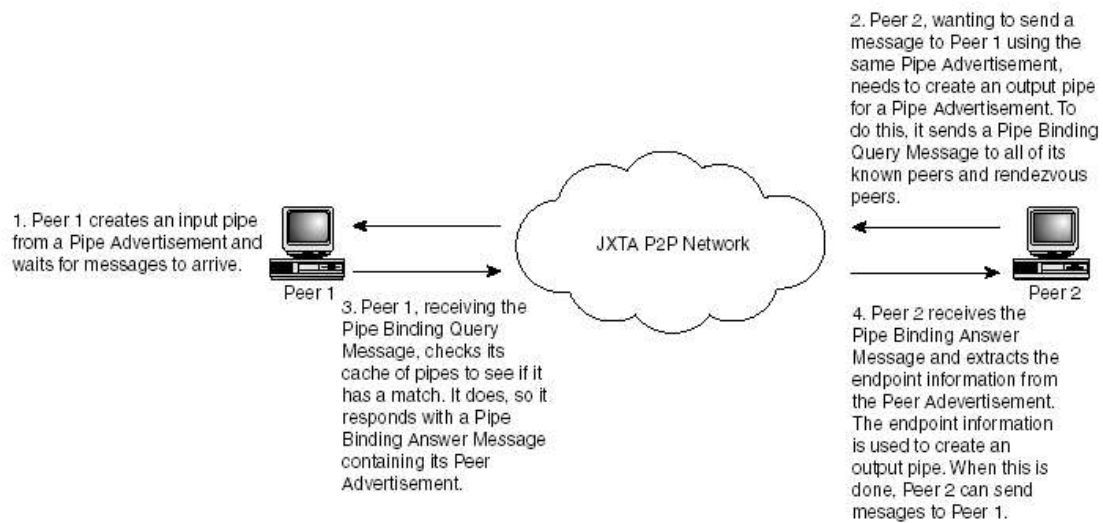 2. Peer 2, wanting to send a
message to Peer 1 using the
same Pipe Advertisement,
needs to create an output pipe
for a Pipe Advertisement. To
do this, it sends a Pipe Binding
Query Message to all of its
known peers and rendezvous
peers.
1. Peer 1 creates an input pipe
from a Pipe Advertisement and
waits for messages to arrive.
JXTA P2P Network
Peer 1
Peer 2
3. Peer 1, receiving the
Pipe Binding Query
Message, checks its
cache of pipes to see if it
has a match. It does, so it
responds with a Pipe
Binding Answer Message
containing its Peer
Advertisement.
4. Peer 2 receives the
Pipe Binding Answer
Message and extracts the
endpoint information from
the Peer Adevertisement.
The endpoint information
is used to create an
output pipe. When this is
done, Peer 2 can send
mesages to Peer 1.